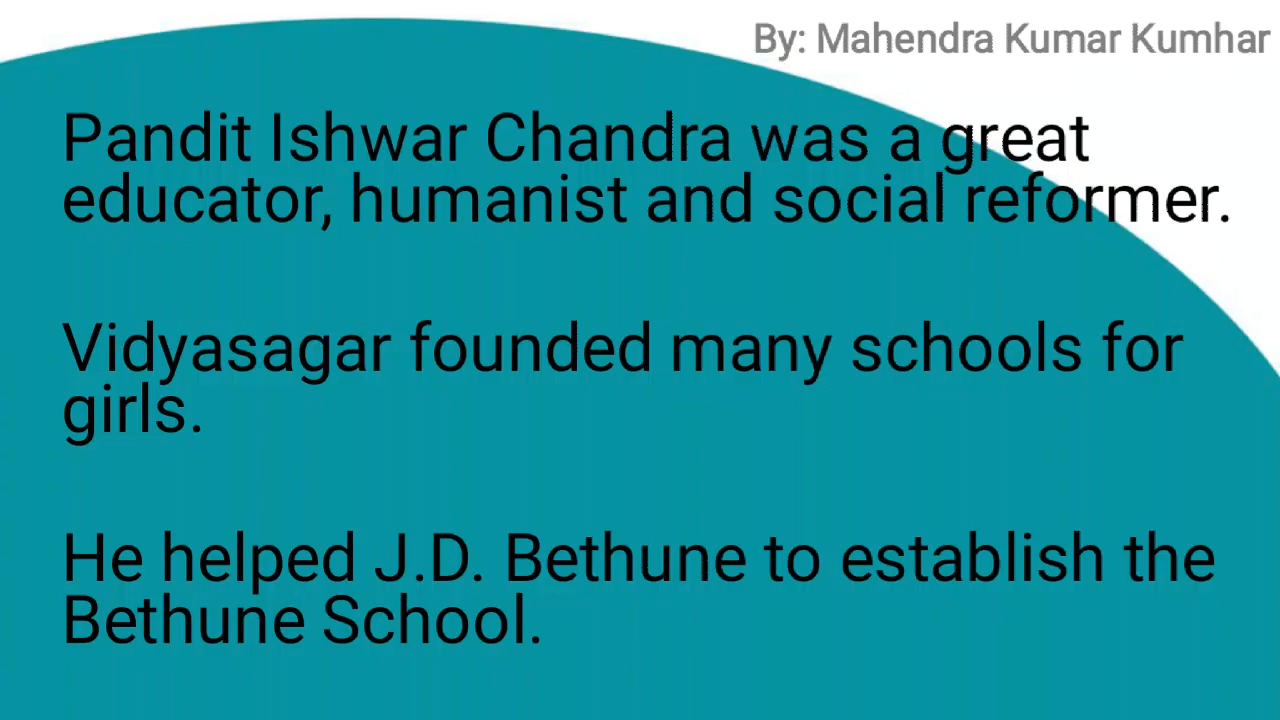 By: Mahendra Kumar Kumhar
Pandit Ishwar Chandra was a great
educator, humanist and social reformer.
Vidyasagar founded many schools for
girls.
He helped J.D. Bethune to establish the
Bethune School.